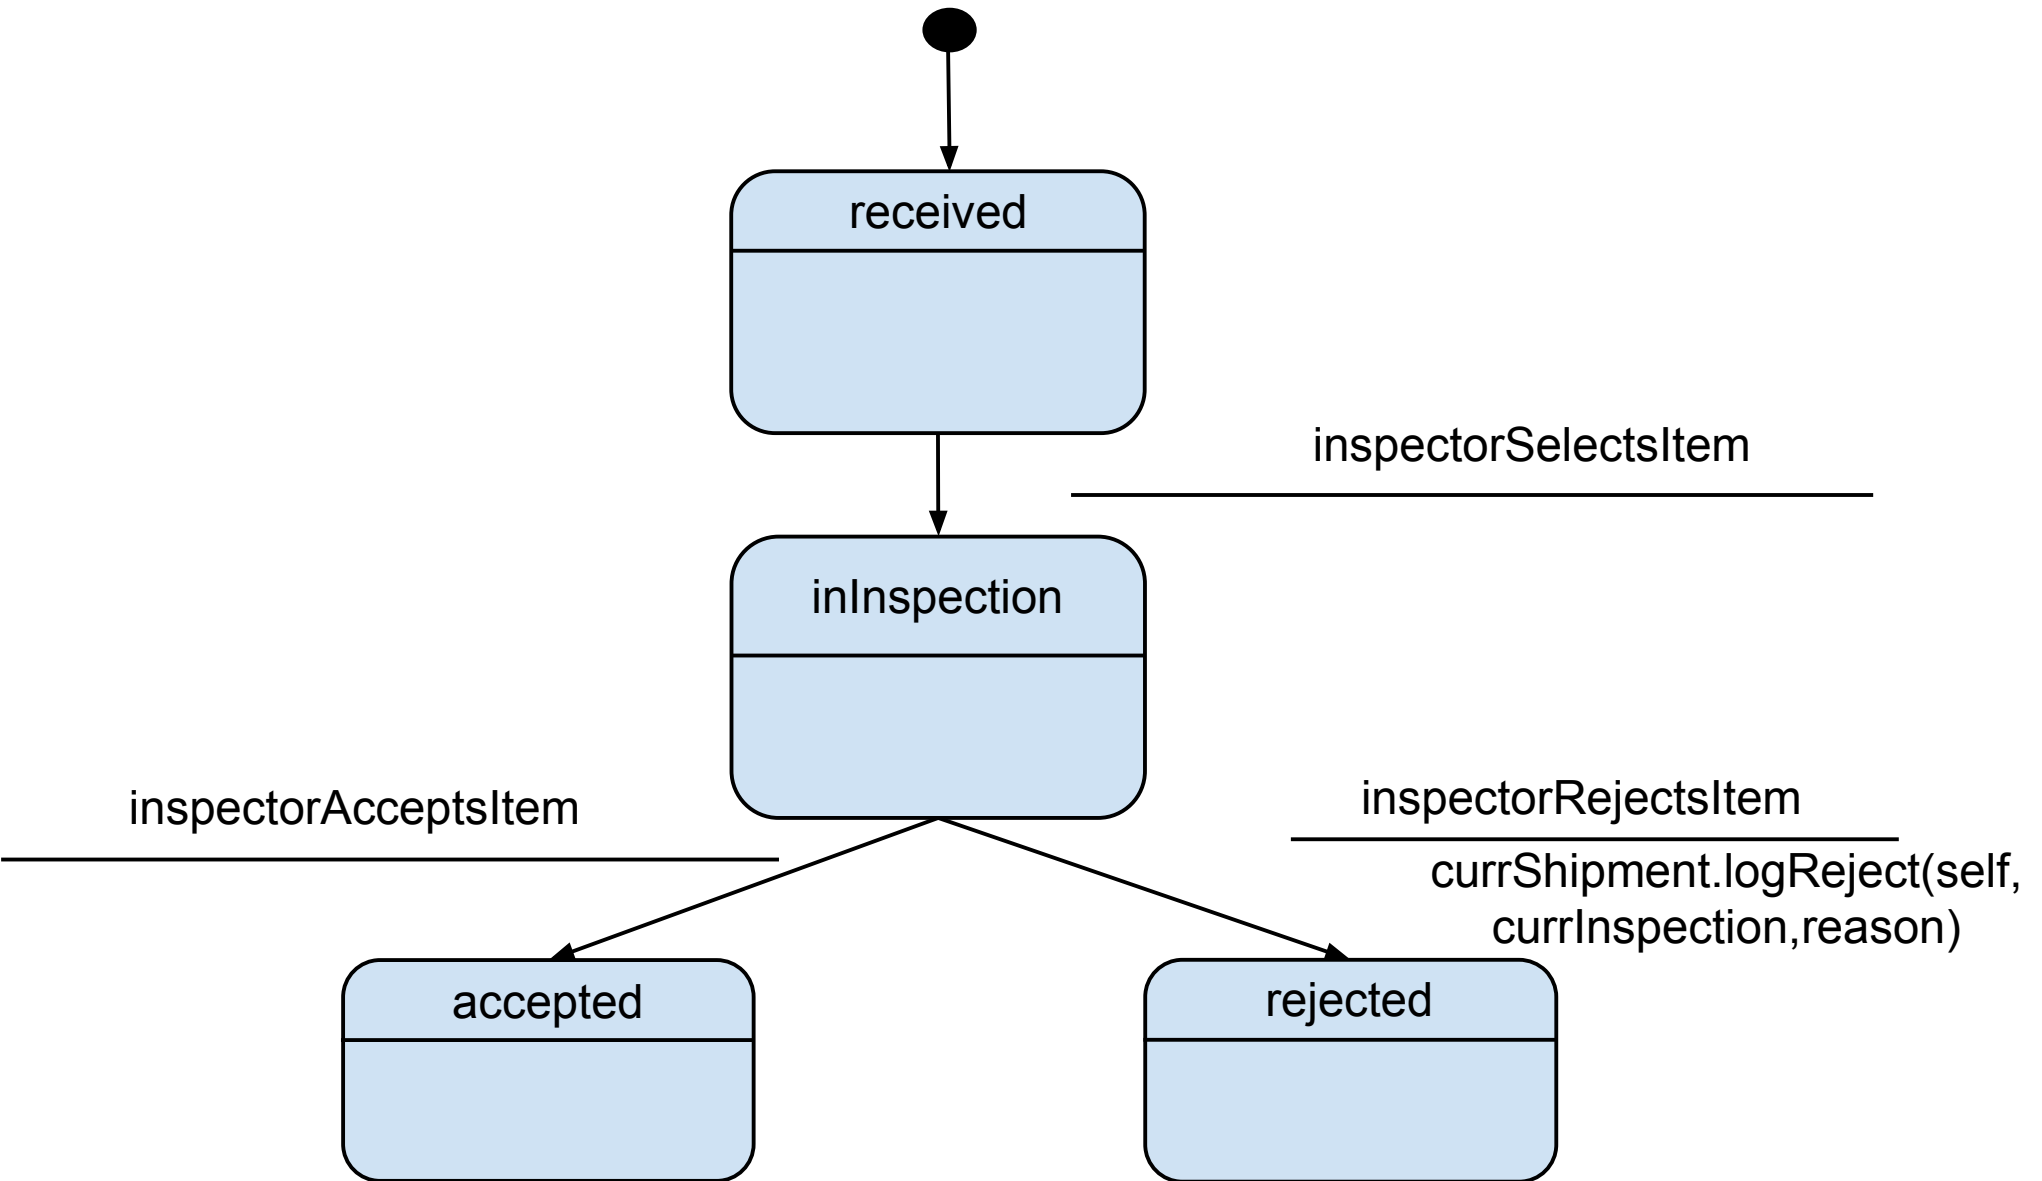 received
inspectorSelectsItem
inInspection
inspectorAcceptsItem
inspectorRejectsItem
currShipment.logReject(self,
currInspection,reason)
accepted
rejected